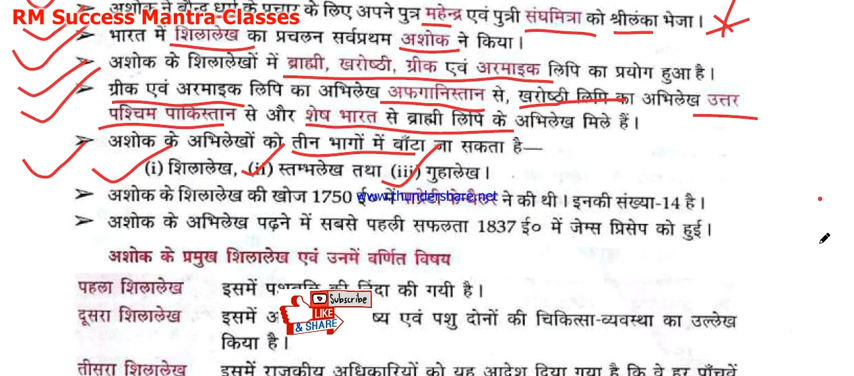 RM Success Mantra Classes
➢ अशोक ने बौद्ध धर्म के प्रचार के लिए अपने पुत्र महेन्द्र एवं पुत्री संघमित्रा को श्रीलंका भेजा।
➢ भारत में शिलालेख का प्रचलन सर्वप्रथम अशोक ने किया।
➢ अशोक के शिलालेखों में ब्राह्मी, खरोष्ठी, ग्रीक एवं अरमाइक लिपि का प्रयोग हुआ है।
➢ ग्रीक एवं अरमाइक लिपि का अभिलेख अफगानिस्तान से, खरोष्ठी लिपि का अभिलेख उत्तर
पश्चिम पाकिस्तान से और शेष भारत से ब्राह्मी लिपि के अभिलेख मिले हैं।
➢ अशोक के अभिलेखों को तीन भागों में बाँटा जा सकता है—
(i) शिलालेख, (ii) स्तम्भलेख तथा (iii) गुहालेख।
➢ अशोक के शिलालेख की खोज 1750 ई० में ने की थी। इनकी संख्या-14 है।
www.thundershare.net
➢ अशोक के अभिलेख पढ़ने में सबसे पहली सफलता 1837 ई० में जेम्स प्रिसेप को हुई।
अशोक के प्रमुख शिलालेख एवं उनमें वर्णित विषय
पहला शिलालेख इसमें की निंदा की गयी है।
दूसरा शिलालेख इसमें एवं पशु दोनों की चिकित्सा-व्यवस्था का उल्लेख
किया है।
Subscribe
LIKE
& SHARE
तीसरा शिलालेख इसमें राजकीय अधिकारियों को यह आदेश दिया गया है कि वे हर पाँचवें